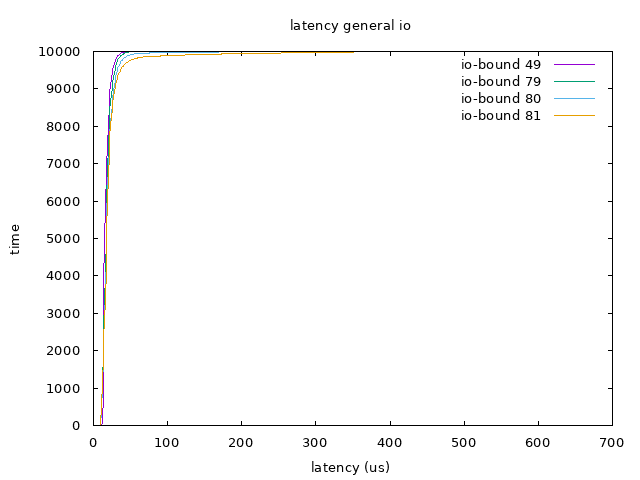 latency general io
10000
9000
8000
7000
6000
5000
4000
3000
2000
1000
0
time
io-bound 49
io-bound 79
io-bound 80
io-bound 81
0 100 200 300 400 500 600 700
latency (us)